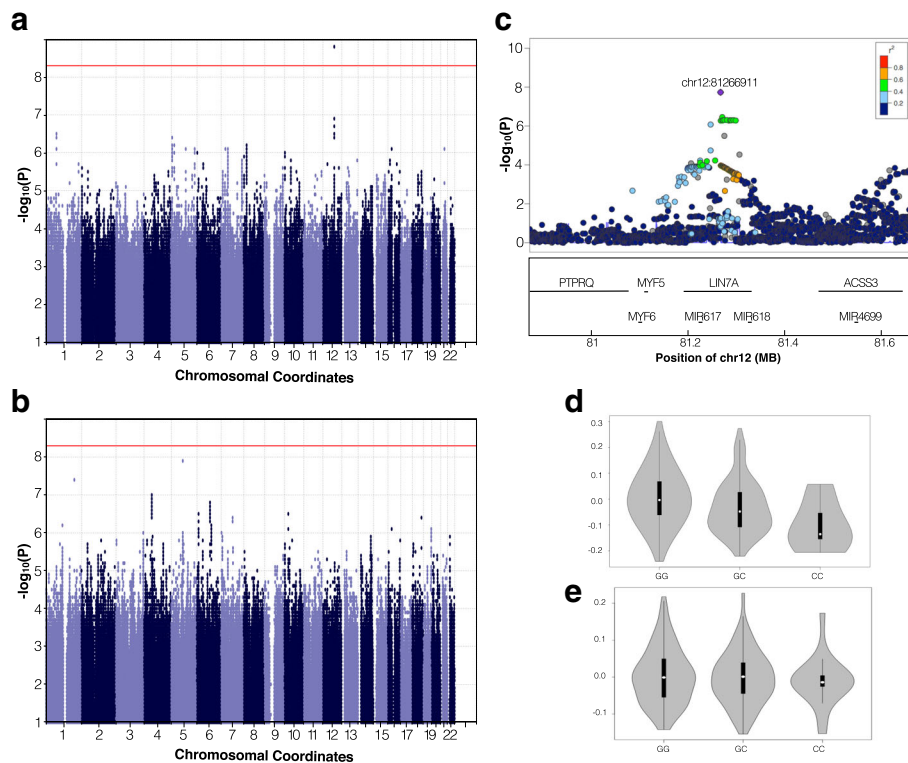 a
8
7
6
5
4
3
2
1
-log10(P)
1 2 3 4 5 6 7 8 9 10 11 12 13 15 17 19 22
Chromosomal Coordinates
b
8
7
6
5
4
3
2
1
-log10(P)
1 2 3 4 5 6 7 8 9 10 11 12 13 15 17 19 22
Chromosomal Coordinates
c
10
8
6
4
2
0
-log10(P)
chr12:81266911
r2
0.8
0.6
0.4
0.2
PTPRQ MYF5 LIN7A ACSS3
MYF6 MIR617 MIR618 MIR4699
81 81.2 81.4 81.6
Position of chr12 (MB)
d
0.3
0.2
0.1
0.0
-0.1
-0.2
GG GC CC
e
0.2
0.1
0.0
-0.1
GG GC CC